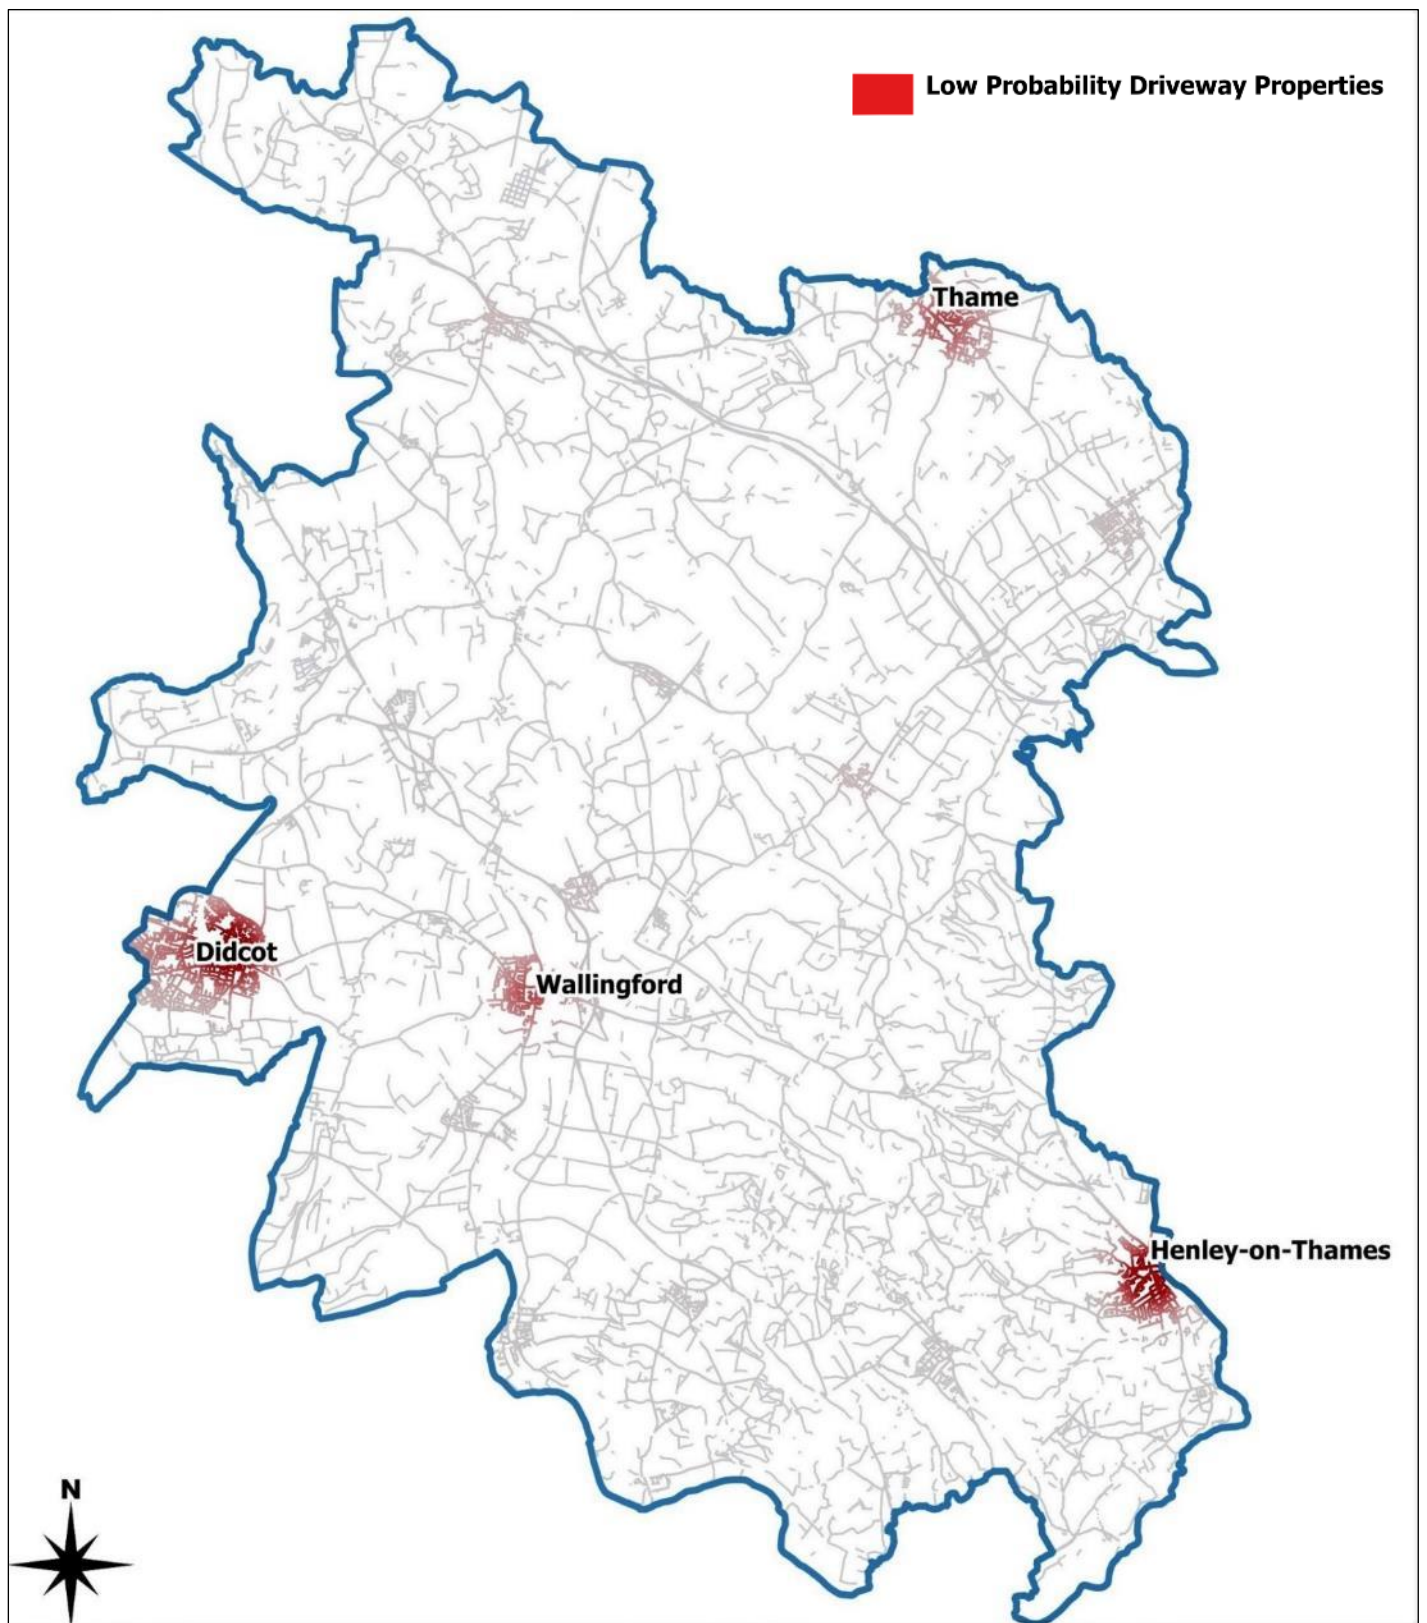 Low Probability Driveway Properties
Thame
Didcot
Wallingford
Henley-on-Thames
N